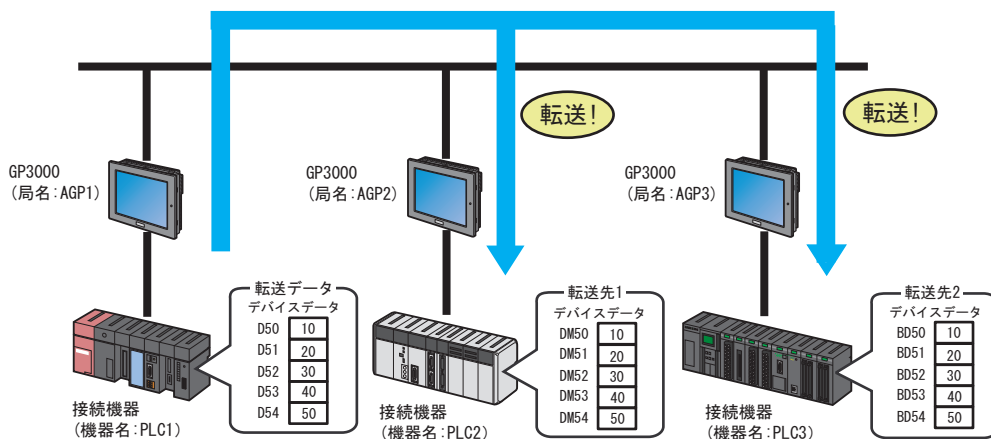 転送!
転送!
GP3000
(局名:AGP1)
GP3000
(局名:AGP2)
GP3000
(局名:AGP3)
転送データ
デバイスデータ
D50 10
D51 20
D52 30
D53 40
D54 50
転送先1
デバイスデータ
DM50 10
DM51 20
DM52 30
DM53 40
DM54 50
転送先2
デバイスデータ
BD50 10
BD51 20
BD52 30
BD53 40
BD54 50
接続機器
(機器名:PLC1)
接続機器
(機器名:PLC2)
接続機器
(機器名:PLC3)